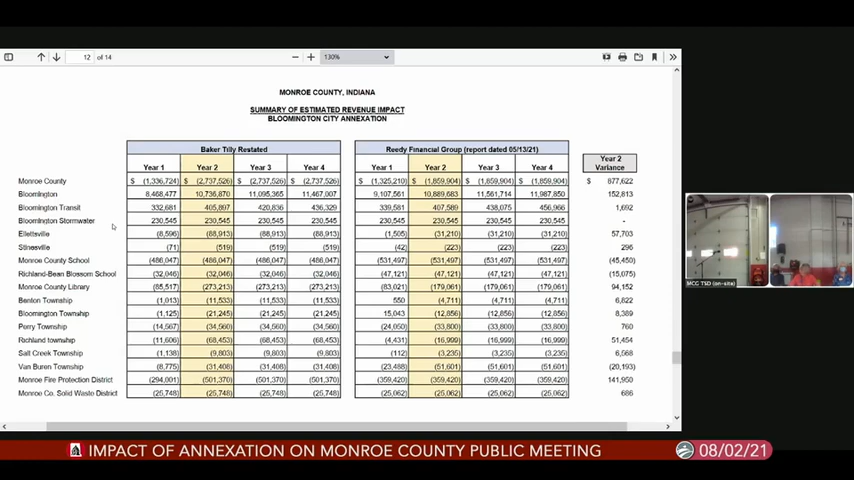 12 of 14
130%
MONROE COUNTY, INDIANA
SUMMARY OF ESTIMATED REVENUE IMPACT
BLOOMINGTON CITY ANNEXATION
Baker Tilly Restated Reedy Financial Group (report dated 05/13/21) Year 2
Year 1 Year 2 Year 3 Year 4 Year 1 Year 2 Year 3 Year 4 Variance
Monroe County $ (1,336,724) $ (2,737,526) $ (2,737,526) $ (2,737,526) $ (1,325,210) $ (1,859,904) $ (1,859,904) $ (1,859,904) $ 877,622
Bloomington 8,468,477 10,736,870 11,095,365 11,467,007 9,107,561 10,889,683 11,561,714 11,987,850 152,813
Bloomington Transit 332,681 405,897 420,836 436,329 339,581 407,589 438,075 456,966 1,692
Bloomington Stormwater 230,545 230,545 230,545 230,545 230,545 230,545 230,545 230,545 -
Ellettsville (8,596) (88,913) (88,913) (88,913) (1,505) (31,210) (31,210) (31,210) 57,703
Stinesville (71) (519) (519) (519) (42) (223) (223) (223) 296
Monroe County School (486,047) (486,047) (486,047) (486,047) (531,497) (531,497) (531,497) (531,497) (45,450)
Richland-Bean Blossom School (32,046) (32,046) (32,046) (32,046) (47,121) (47,121) (47,121) (47,121) (15,075)
Monroe County Library (85,517) (273,213) (273,213) (273,213) (83,021) (179,061) (179,061) (179,061) 94,152
Benton Township (1,013) (11,533) (11,533) (11,533) 550 (4,711) (4,711) (4,711) 6,822
Bloomington Township (1,125) (21,245) (21,245) (21,245) 15,043 (12,856) (12,856) (12,856) 8,389
Perry Township (14,567) (34,560) (34,560) (34,560) (24,050) (33,800) (33,800) (33,800) 760
Richland township (11,606) (68,453) (68,453) (68,453) (4,431) (16,999) (16,999) (16,999) 51,454
Salt Creek Township (1,138) (9,803) (9,803) (9,803) (112) (3,235) (3,235) (3,235) 6,568
Van Buren Township (8,775) (31,408) (31,408) (31,408) (23,488) (51,601) (51,601) (51,601) (20,193)
Monroe Fire Protection District (294,001) (501,370) (501,370) (501,370) (359,420) (359,420) (359,420) (359,420) 141,950
Monroe Co. Solid Waste District (25,748) (25,748) (25,748) (25,748) (25,062) (25,062) (25,062) (25,062) 686
MCG TSD (on-site)
IMPACT OF ANNEXATION ON MONROE COUNTY PUBLIC MEETING 08/02/21